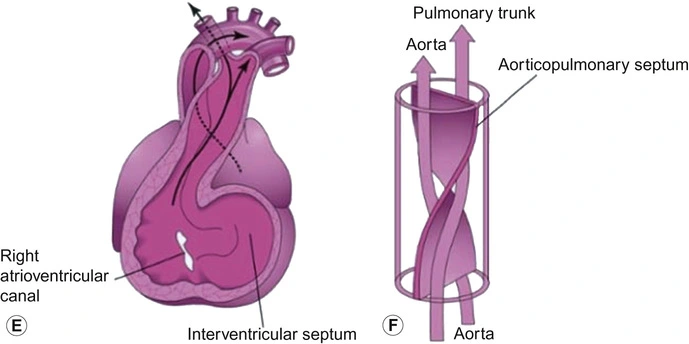 Pulmonary trunk
Aorta
Aorticopulmonary septum
Right
atrioventricular
canal
Interventricular septum
Aorta
E
F